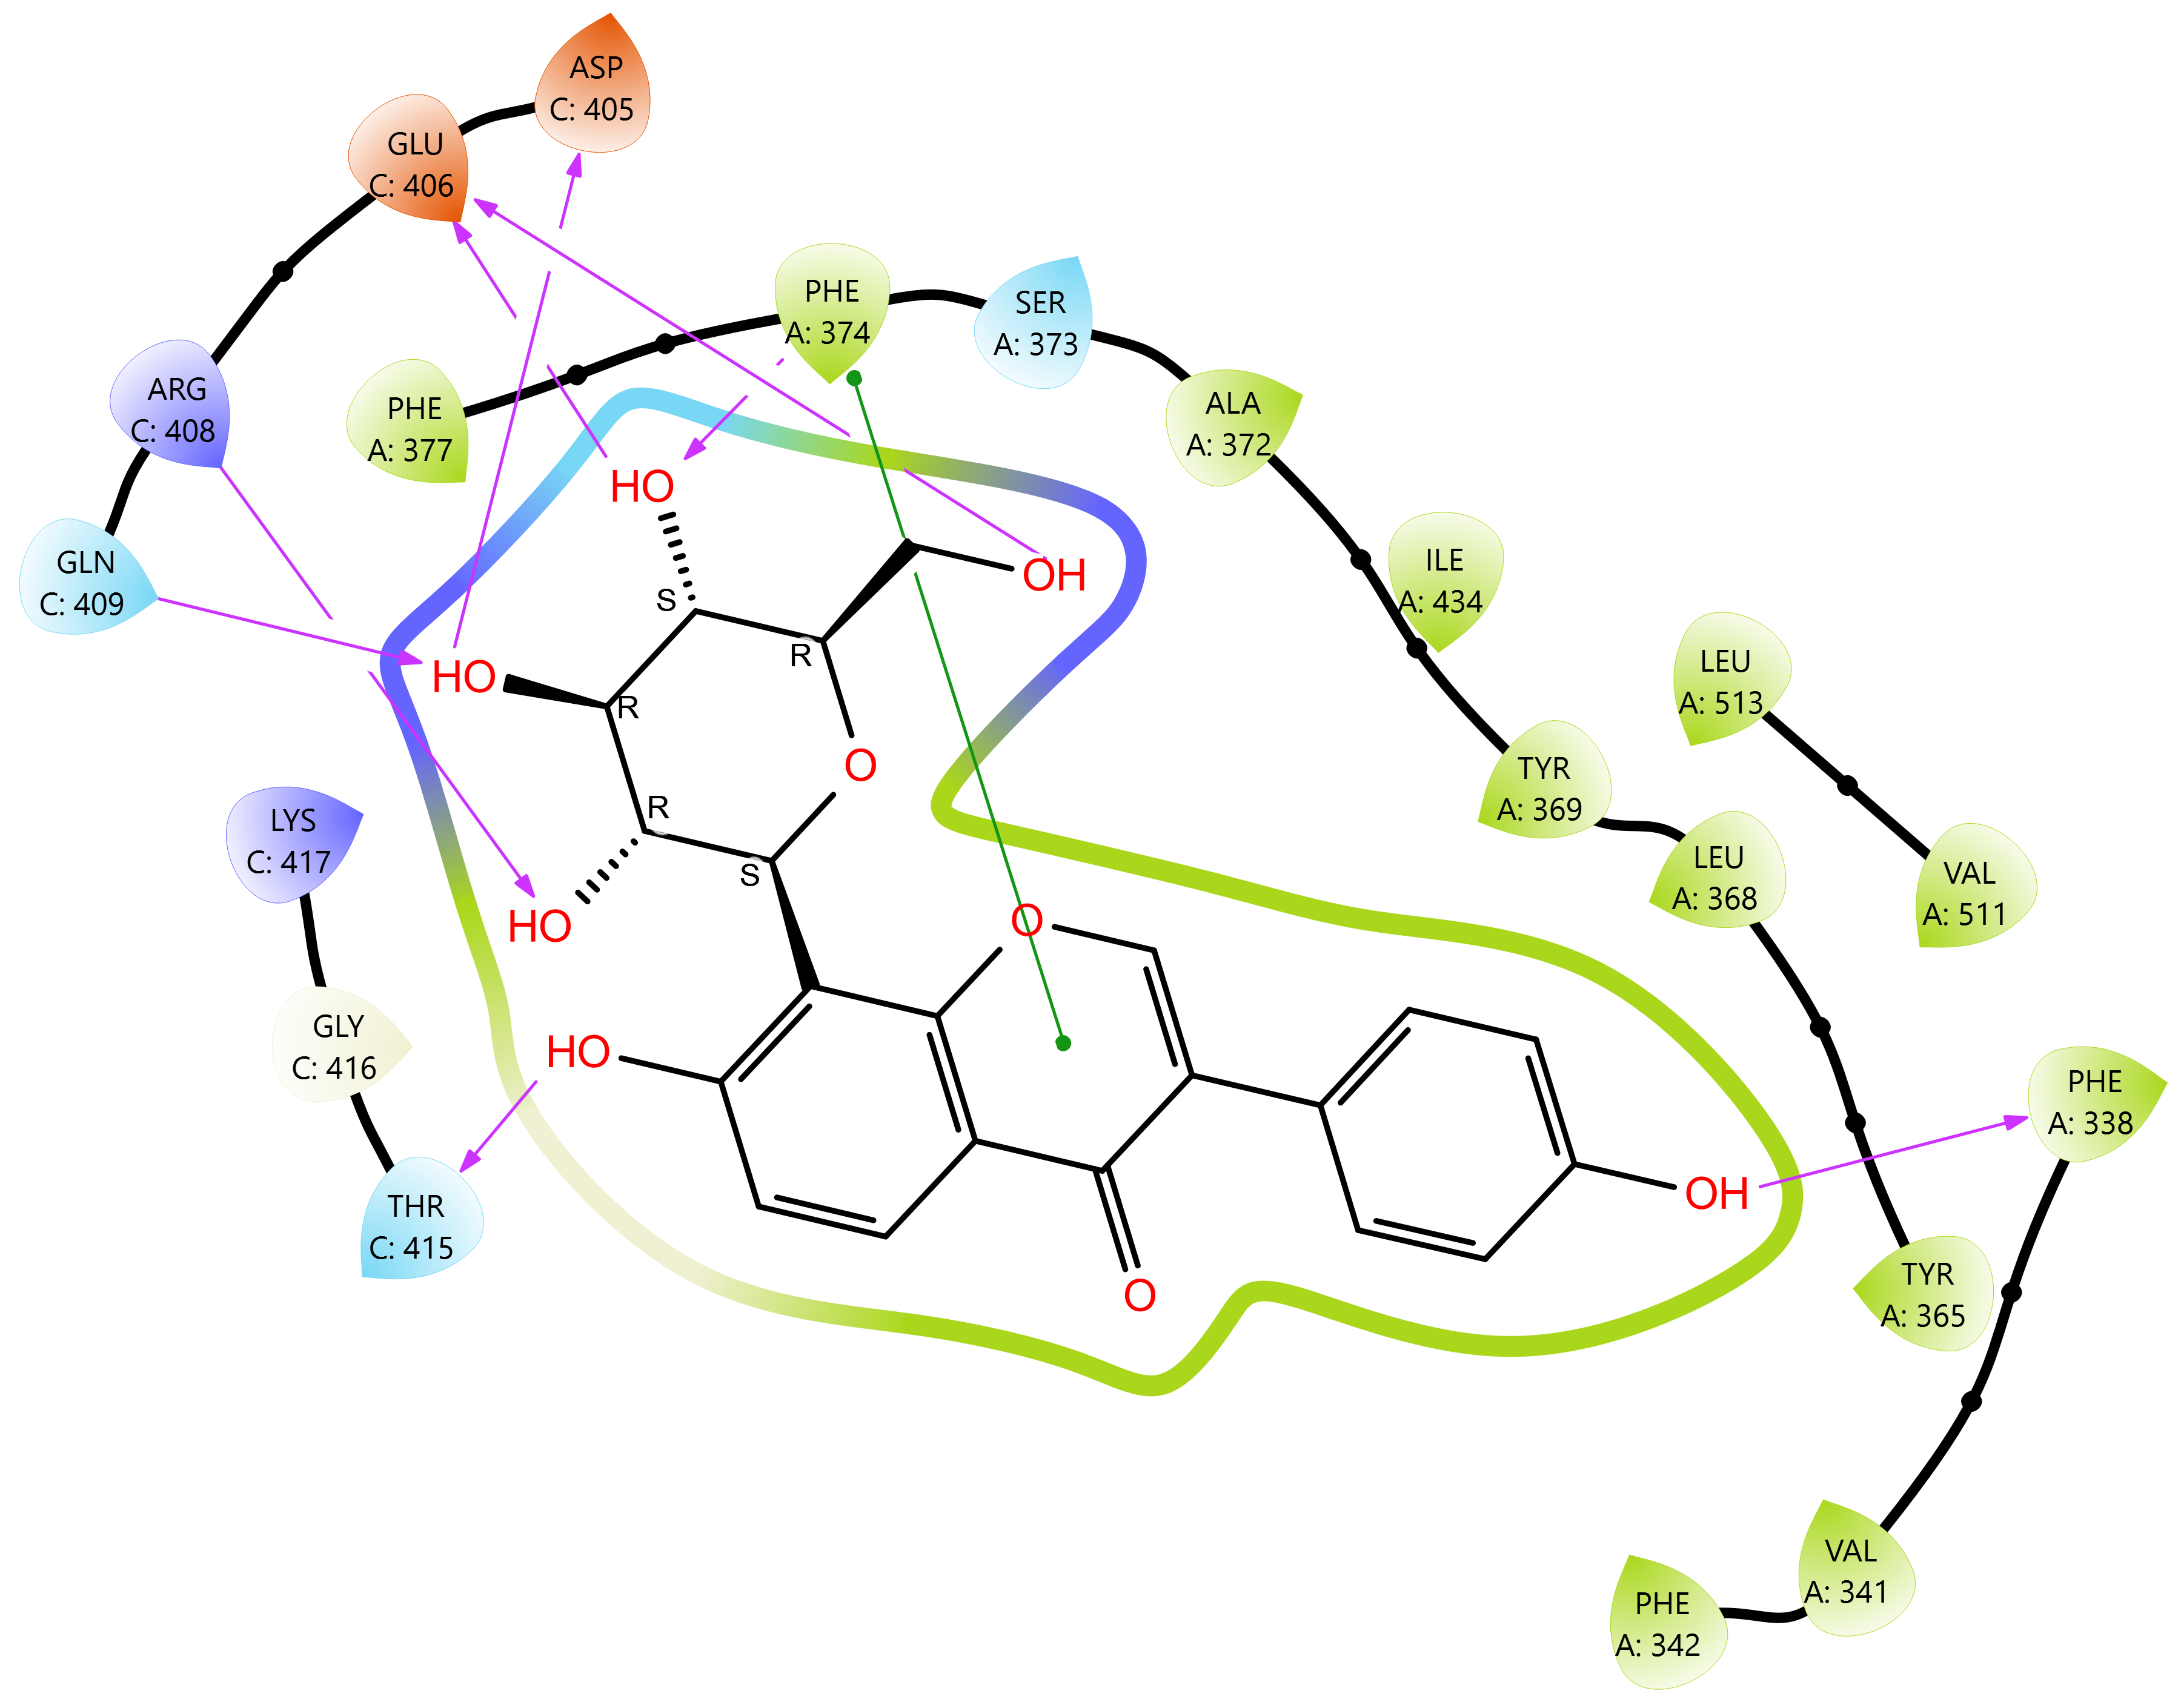 ASP
C: 405
GLU
C: 406
PHE
A: 374
SER
A: 373
ARG
C: 408
PHE
A: 377
ALA
A: 372
HO
GLN
C: 409
ILE
A: 434
OH
S
R
HO
R
LEU
A: 513
O
TYR
A: 369
R
LYS
C: 417
S
LEU
A: 368
VAL
A: 511
HO
O
GLY
C: 416
HO
PHE
A: 338
THR
C: 415
OH
O
TYR
A: 365
VAL
A: 341
PHE
A: 342